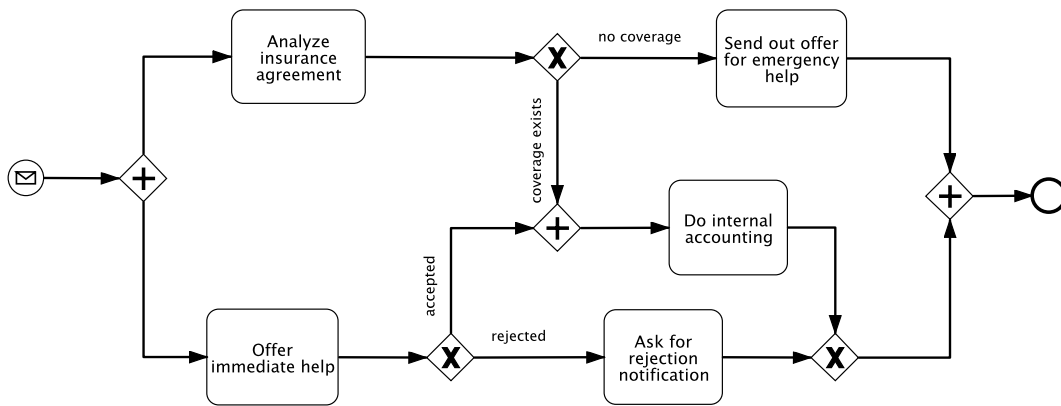 Analyze
insurance
agreement
no coverage
Send out offer
for emergency
help
coverage exists
Do internal
accounting
accepted
Offer
immediate help
rejected
Ask for
rejection
notification